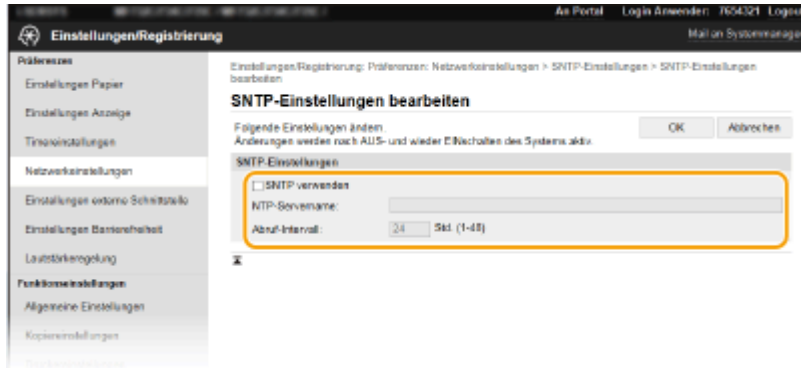 An Portal Login Anwender: 7654321 Logou
Einstellungen/Registrierung
Mail an Systemmanage
Präferenzen
Einstellungen Papier
Einstellungen Anzeige
Timereinstellungen
Netzwerkeinstellungen
Einstellungen externe Schnittstelle
Einstellungen Barrierefreiheit
Lautstärkeregelung
Funktionseinstellungen
Allgemeine Einstellungen
Kopiereinstellungen
Einstellungen/Registrierung: Präferenzen: Netzwerkeinstellungen > SNTP-Einstellungen > SNTP-Einstellungen
bearbeiten
SNTP-Einstellungen bearbeiten
Folgende Einstellungen ändern.
Änderungen werden nach AUS- und wieder EINschalten des Systems aktiv.
OK Abbrechen
SNTP-Einstellungen
SNTP verwenden
NTP-Servername:
Abruf-Intervall: 24 Std. (1-48)